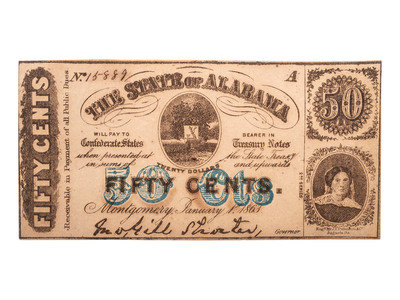 FIFTY CENTS
Receivable in Payment of all Public Dues
No. 15889 A
THE STATE OF ALABAMA
WILL PAY TO BEARER IN
Confederate States Treasury Notes
when presented at the State Treasy
in sums of and upwards
TWENTY DOLLARS
50 Cts
FIFTY CENTS.
Montgomery January 1. 1863
Governor
50